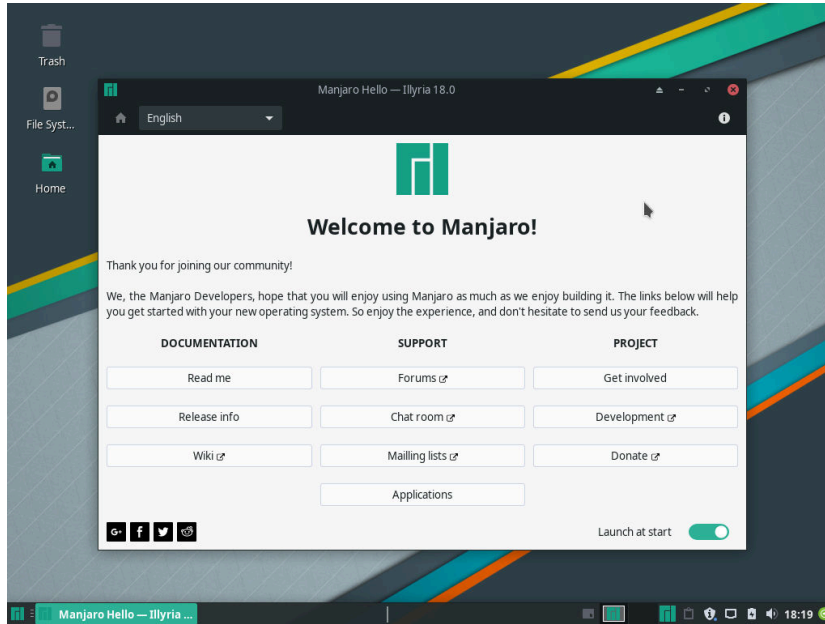 Trash
File Syst...
Home
Manjaro Hello — Illyria 18.0
English
Welcome to Manjaro!
Thank you for joining our community!
We, the Manjaro Developers, hope that you will enjoy using Manjaro as much as we enjoy building it. The links below will help
you get started with your new operating system. So enjoy the experience, and don't hesitate to send us your feedback.
DOCUMENTATION SUPPORT PROJECT
Read me Forums Get involved
Release info Chat room Development
Wiki Mailling lists Donate
Applications
G+ f
Launch at start
Manjaro Hello — Illyria ...
18:19